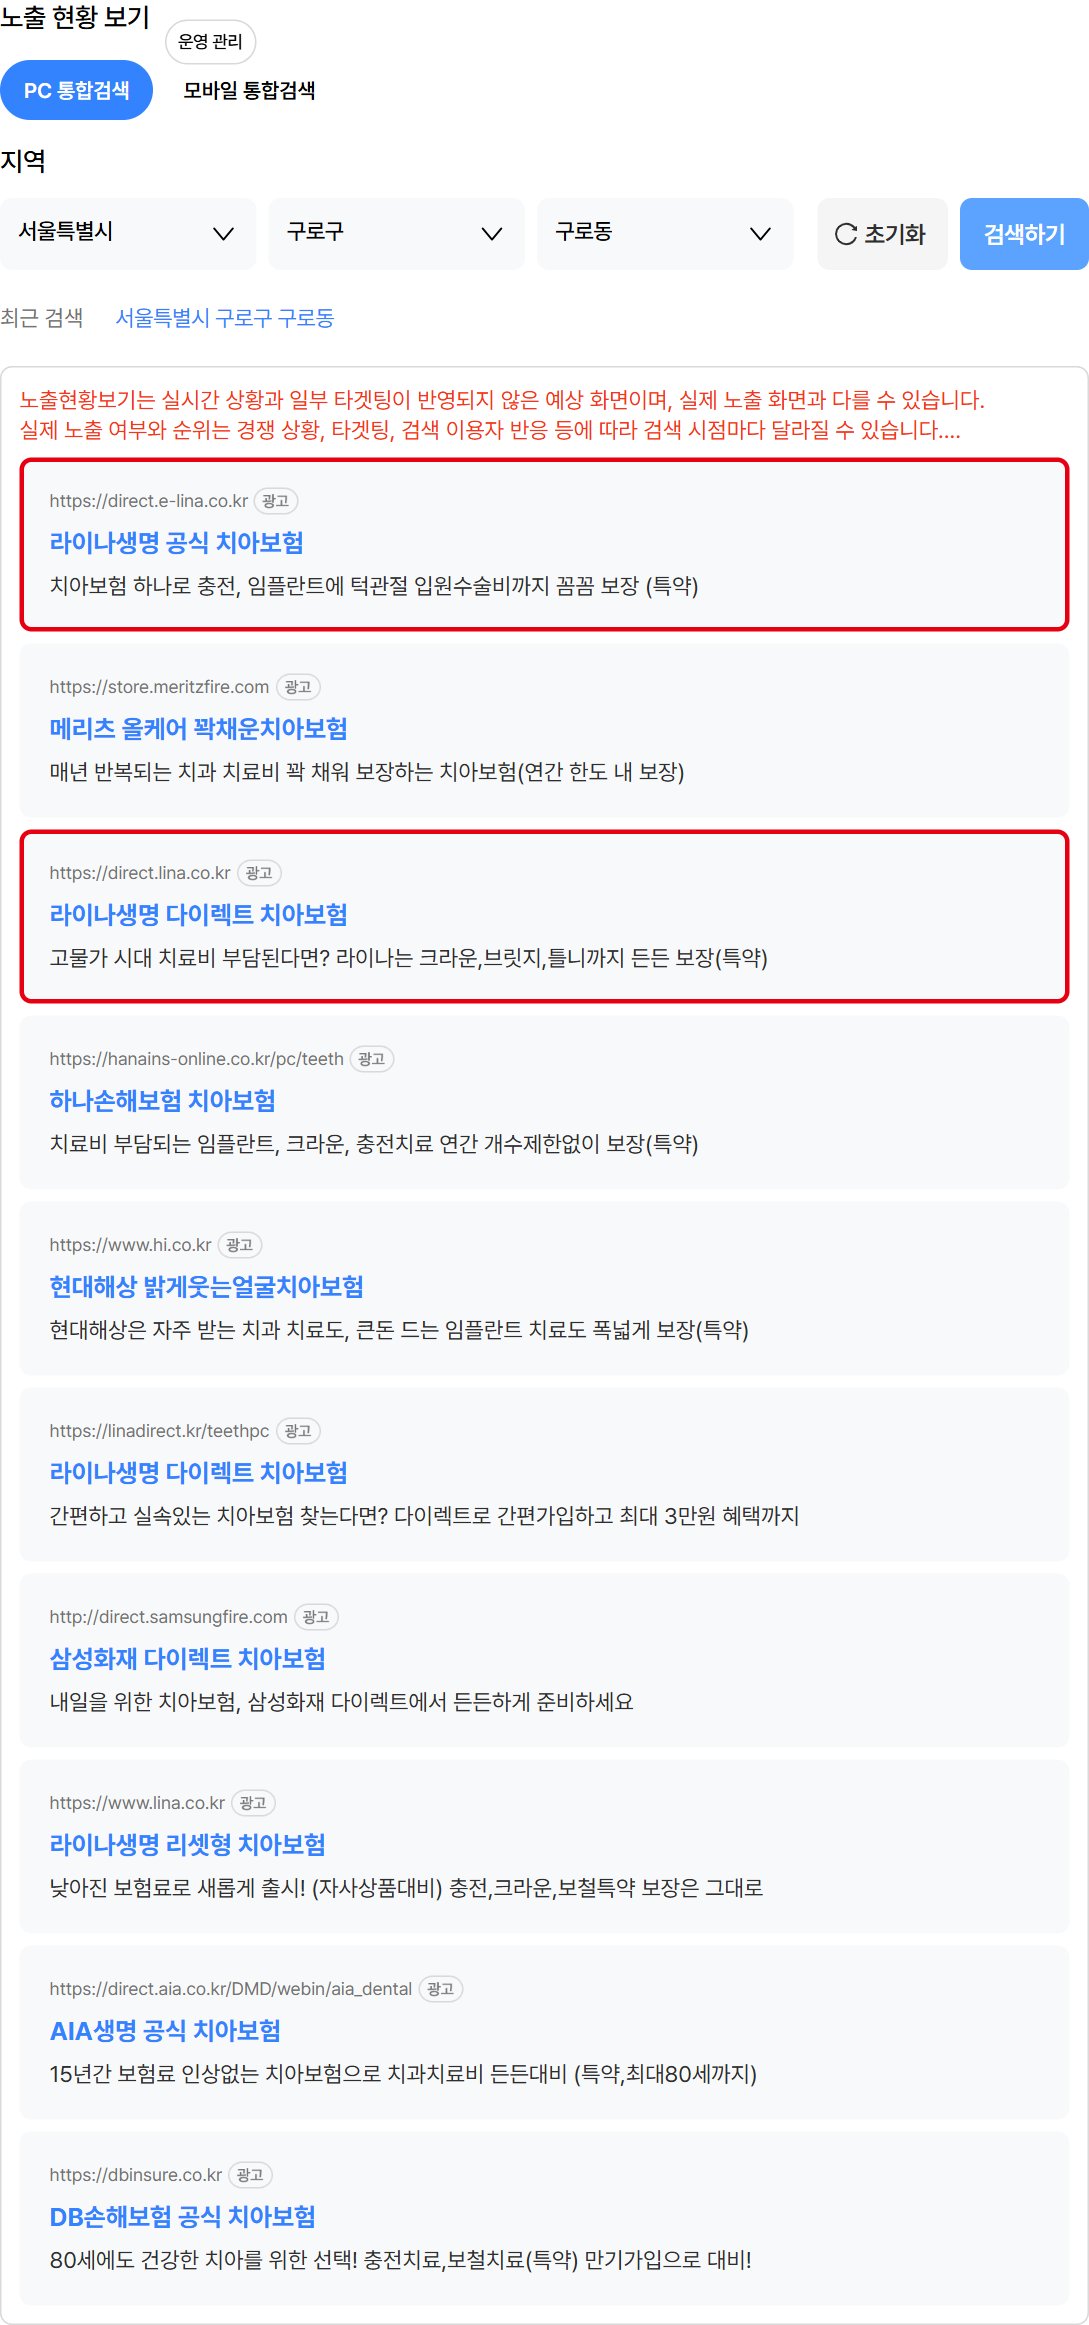 노출 현황 보기
운영 관리
PC 통합검색
모바일 통합검색
지역
서울특별시
구로구
구로동
초기화
검색하기
최근 검색 서울특별시 구로구 구로동
노출현황보기는 실시간 상황과 일부 타겟팅이 반영되지 않은 예상 화면이며, 실제 노출 화면과 다를 수 있습니다.
실제 노출 여부와 순위는 경쟁 상황, 타겟팅, 검색 이용자 반응 등에 따라 검색 시점마다 달라질 수 있습니다....
https://direct.e-lina.co.kr 광고
라이나생명 공식 치아보험
치아보험 하나로 충전, 임플란트에 턱관절 입원수술비까지 꼼꼼 보장 (특약)
https://store.meritzfire.com 광고
메리츠 올케어 꽉채운치아보험
매년 반복되는 치과 치료비 꽉 채워 보장하는 치아보험(연간 한도 내 보장)
https://direct.lina.co.kr 광고
라이나생명 다이렉트 치아보험
고물가 시대 치료비 부담된다면? 라이나는 크라운,브릿지,틀니까지 든든 보장(특약)
https://hanains-online.co.kr/pc/teeth 광고
하나손해보험 치아보험
치료비 부담되는 임플란트, 크라운, 충전치료 연간 개수제한없이 보장(특약)
https://www.hi.co.kr 광고
현대해상 밝게웃는얼굴치아보험
현대해상은 자주 받는 치과 치료도, 큰돈 드는 임플란트 치료도 폭넓게 보장(특약)
https://linadirect.kr/teethpc 광고
라이나생명 다이렉트 치아보험
간편하고 실속있는 치아보험 찾는다면? 다이렉트로 간편가입하고 최대 3만원 혜택까지
http://direct.samsungfire.com 광고
삼성화재 다이렉트 치아보험
내일을 위한 치아보험, 삼성화재 다이렉트에서 든든하게 준비하세요
https://www.lina.co.kr 광고
라이나생명 리셋형 치아보험
낮아진 보험료로 새롭게 출시! (자사상품대비) 충전,크라운,보철특약 보장은 그대로
https://direct.aia.co.kr/DMD/webin/aia_dental 광고
AIA생명 공식 치아보험
15년간 보험료 인상없는 치아보험으로 치과치료비 든든대비 (특약,최대80세까지)
https://dbinsure.co.kr 광고
DB손해보험 공식 치아보험
80세에도 건강한 치아를 위한 선택! 충전치료,보철치료(특약) 만기가입으로 대비!